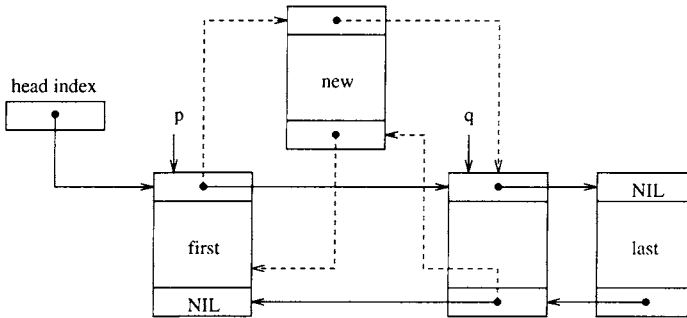 new
head index
p
q
NIL
first
last
NIL